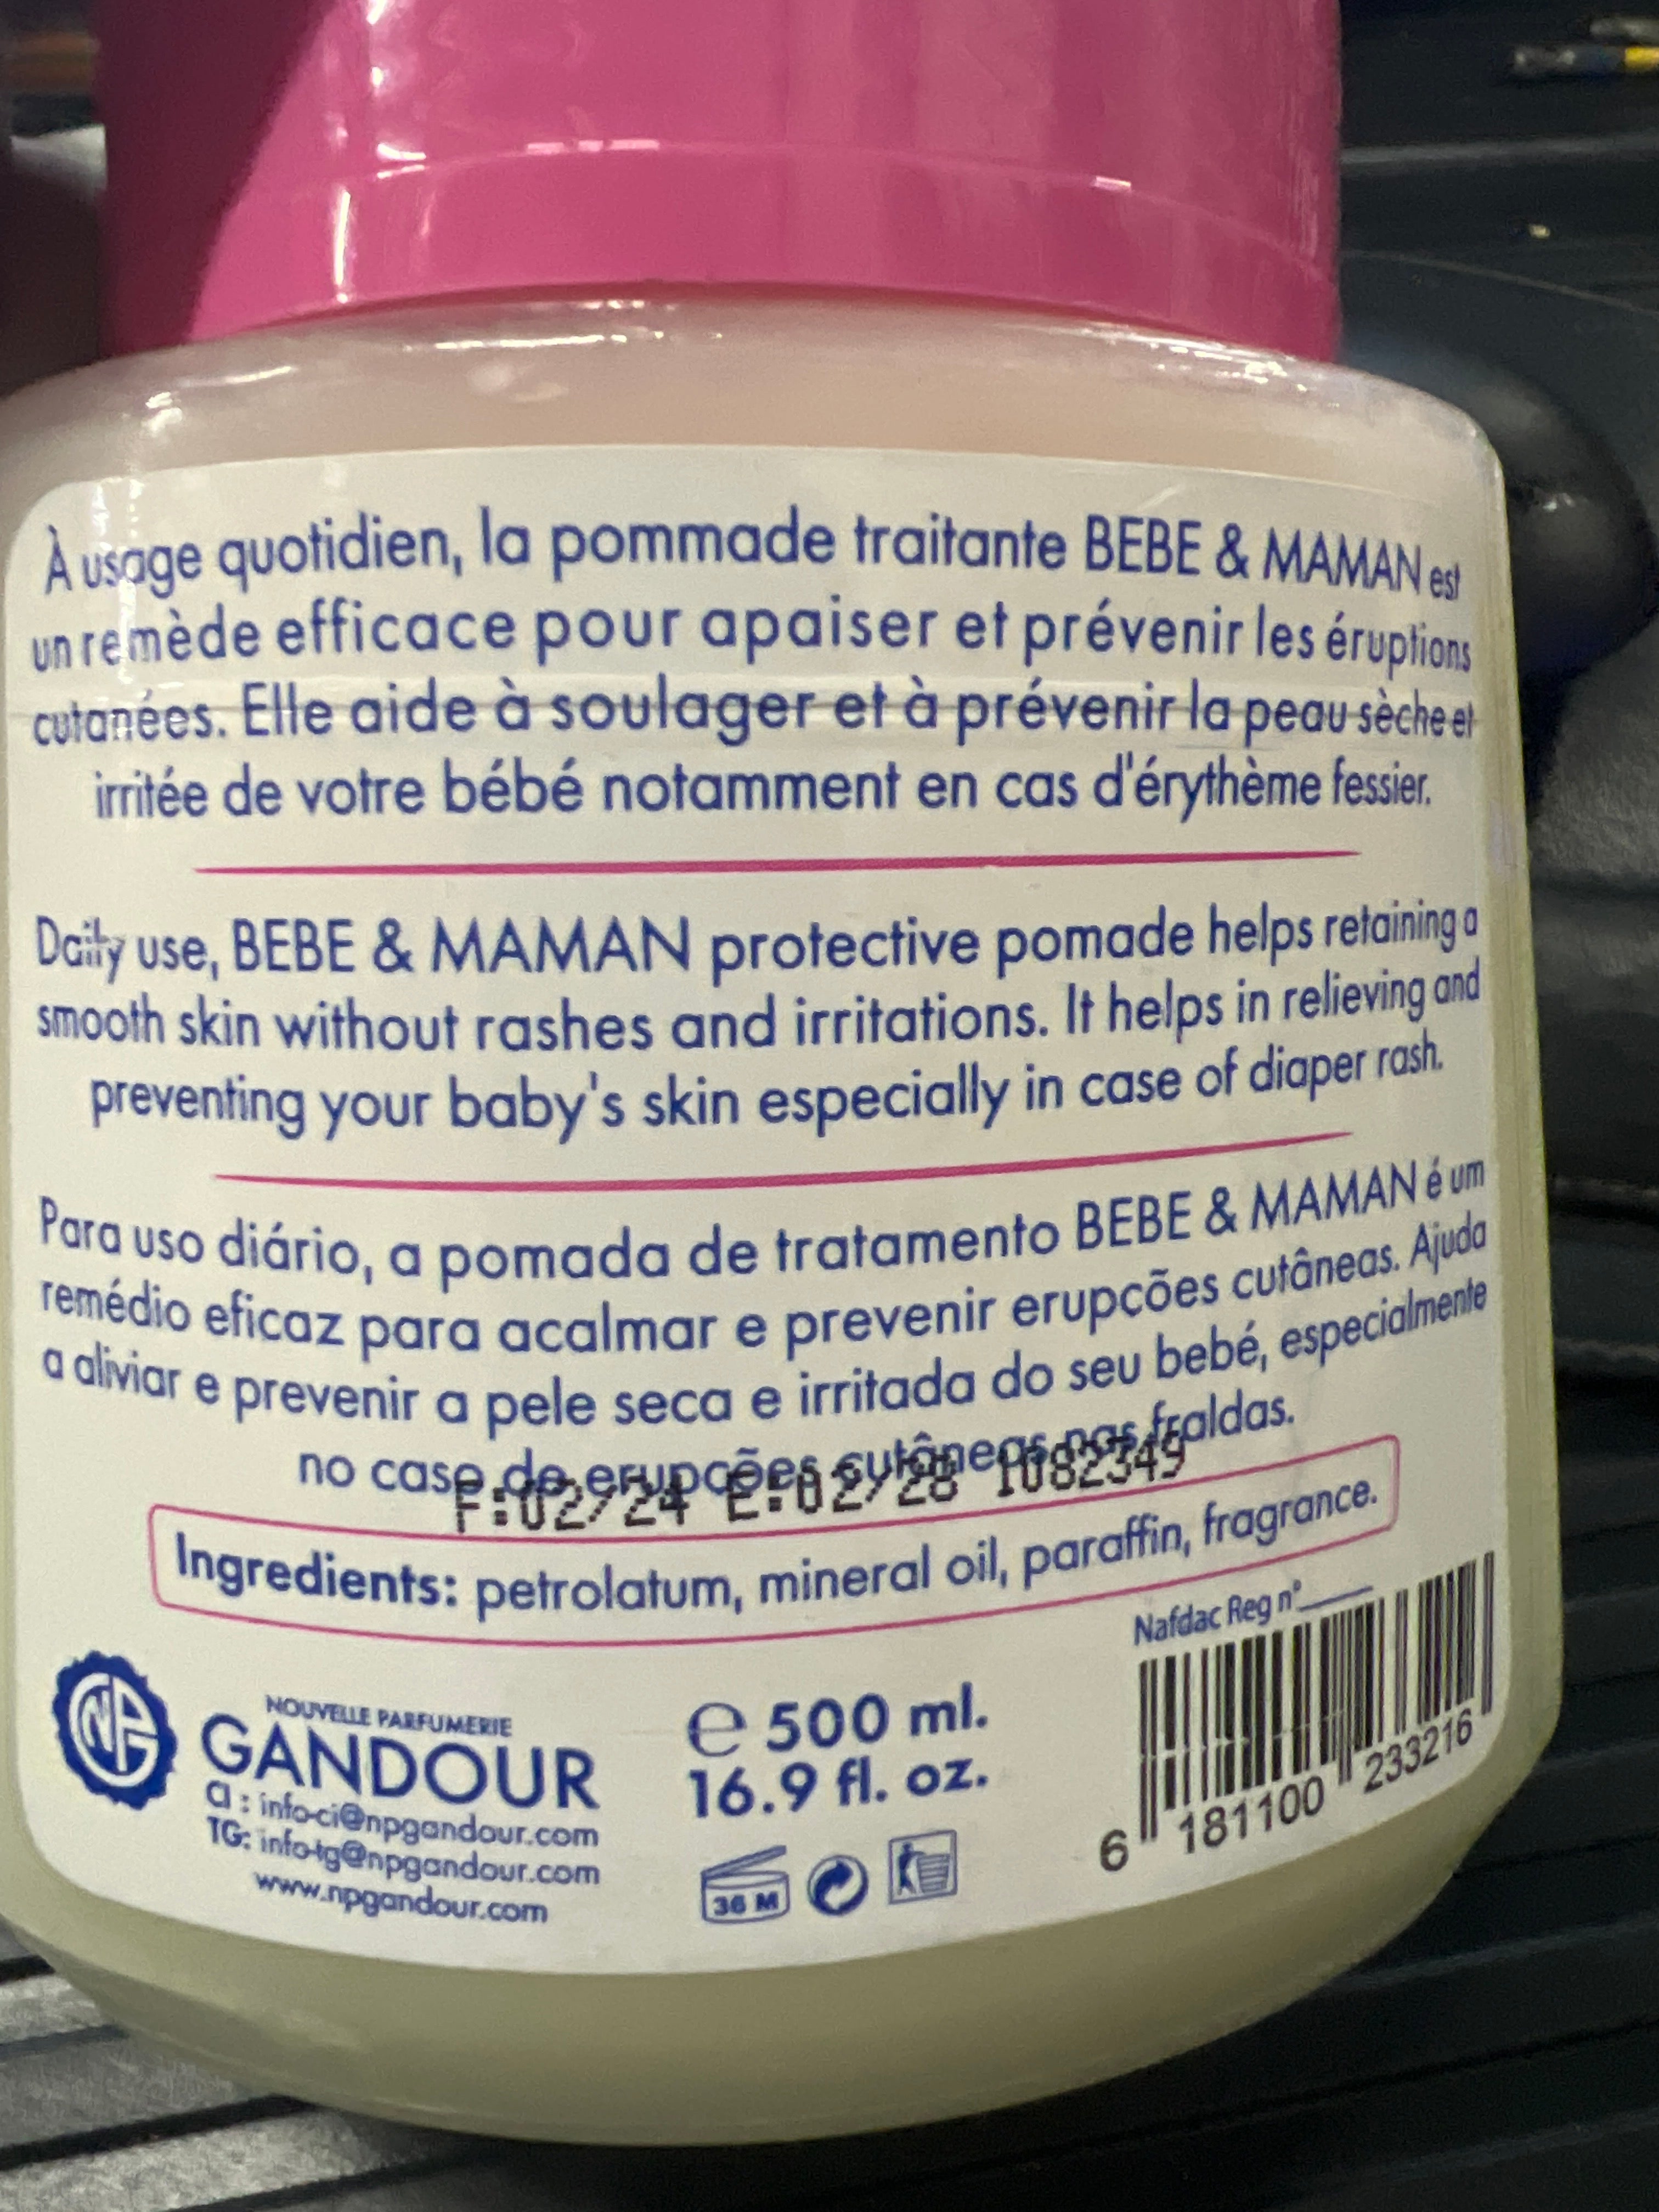 À usage quotidien, la pommade traitante BEBE & MAMAN est
un remède efficace pour apaiser et prévenir les éruptions
cutanées. Elle aide à soulager et à prévenir la peau sèche et
irritée de votre bébé notamment en cas d'érythème fessier.
Daily use, BEBE & MAMAN protective pomade helps retaining a
smooth skin without rashes and irritations. It helps in relieving and
preventing your baby's skin especially in case of diaper rash.
Para uso diário, a pomada de tratamento BEBE & MAMAN é um
remédio eficaz para acalmar e prevenir erupcões cutâneas. Ajuda
a aliviar e prevenir a pele seca e irritada do seu bebé, especialmente
no caso de erupcões cutâneas nas fraldas.
F:02/24 E:02/28 1082349
Ingredients: petrolatum, mineral oil, paraffin, fragrance.
Nafdac Reg n°____
NP
NOUVELLE PARFUMERIE
GANDOUR
CI : info-ci@npgandour.com
TG: info-tg@npgandour.com
www.npgandour.com
e 500 ml.
16.9 fl. oz.
36 M
6 181100 233216